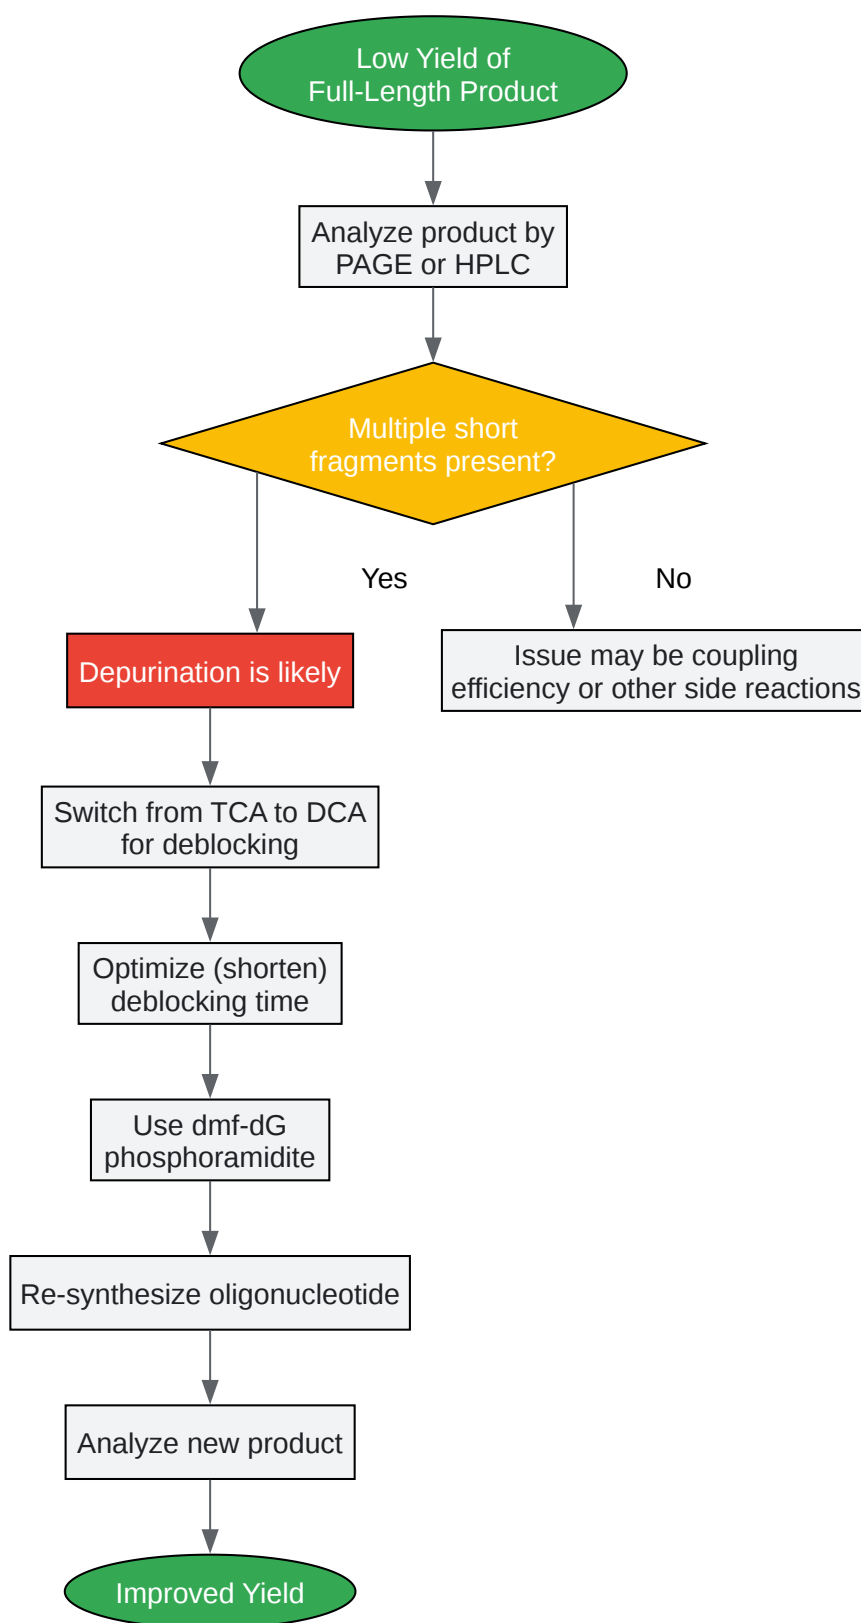 Low Yield of
Full-Length Product
Analyze product by
PAGE or HPLC
Multiple short
fragments present?
Yes
No
Depurination is likely
Issue may be coupling
efficiency or other side reactions
Switch from TCA to DCA
for deblocking
Optimize (shorten)
deblocking time
Use dmf-dG
phosphoramidite
Re-synthesize oligonucleotide
Analyze new product
Improved Yield